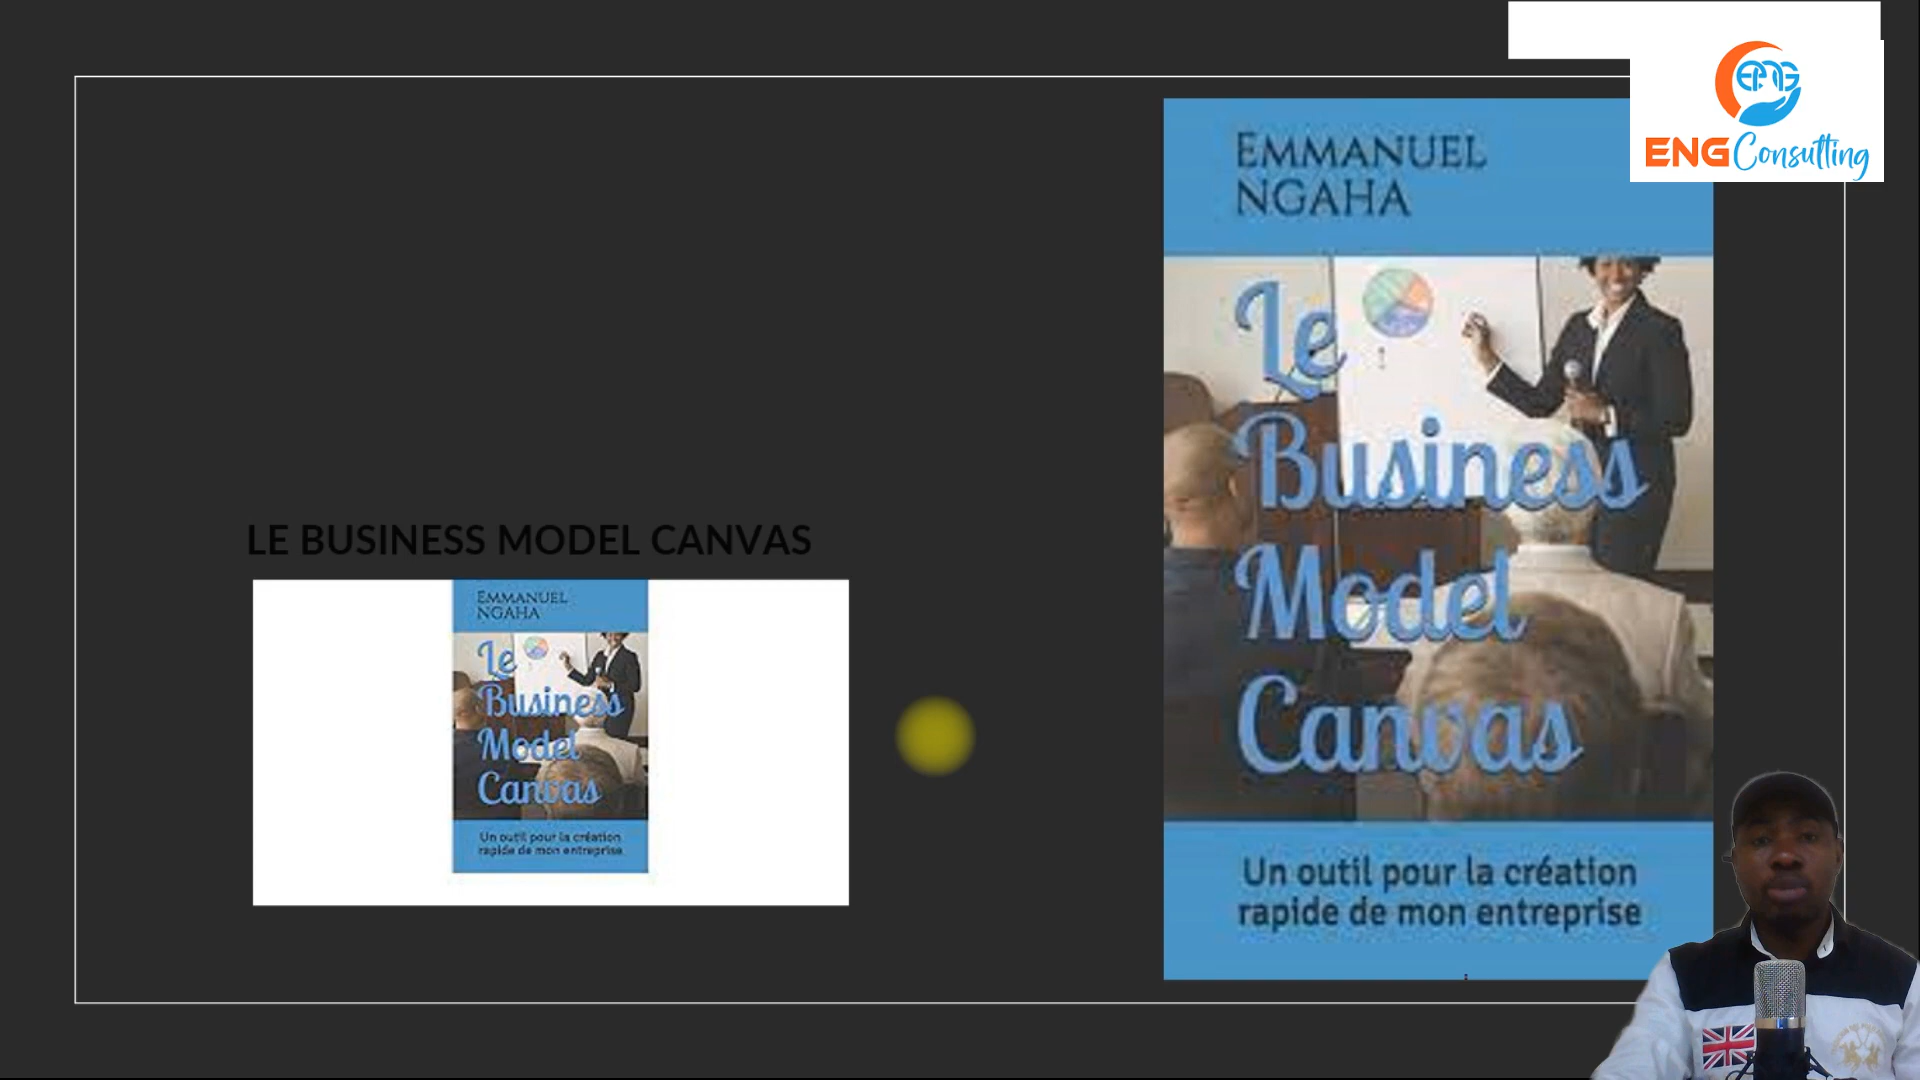 ENG
ENG Consulting
EMMANUEL
NGAHA
Le
Business
Model
Canvas
Un outil pour la création
rapide de mon entreprise
LE BUSINESS MODEL CANVAS
EMMANUEL
NGAHA
Le
Business
Model
Canvas
Un outil pour la création
rapide de mon entreprise